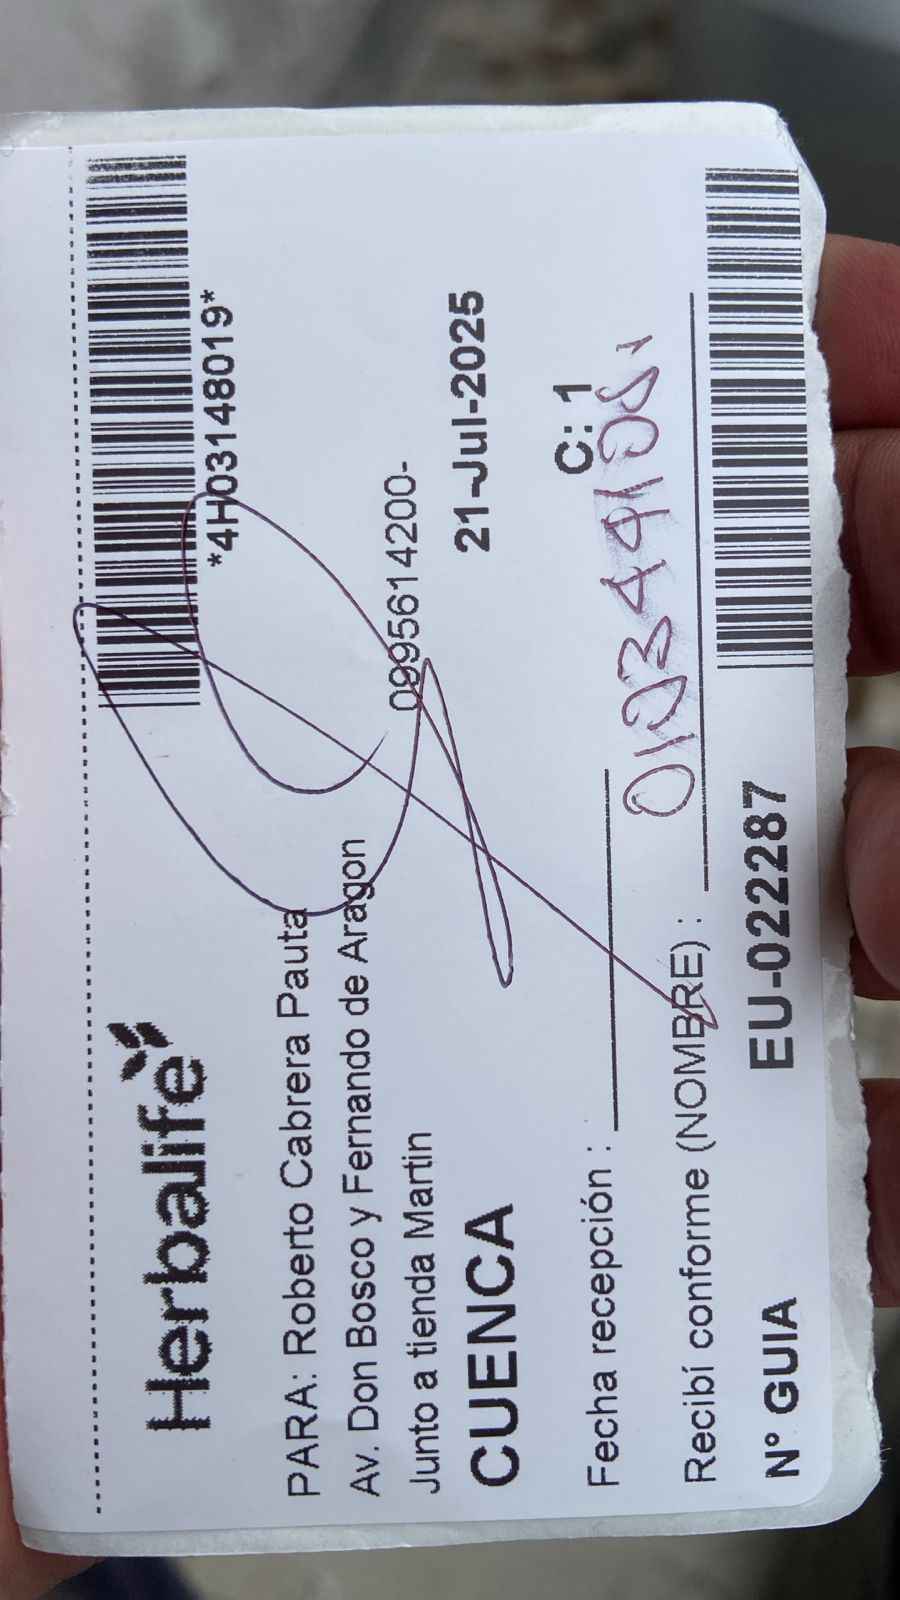 Herbalife
*4H03148019*
PARA: Roberto Cabrera Pauta
Av. Don Bosco y Fernando de Aragon
0995614200-
Junto a tienda Martin
CUENCA
21-Jul-2025
C: 1
Fecha recepción :
Recibí conforme (NOMBRE) :
N° GUIA
EU-02287